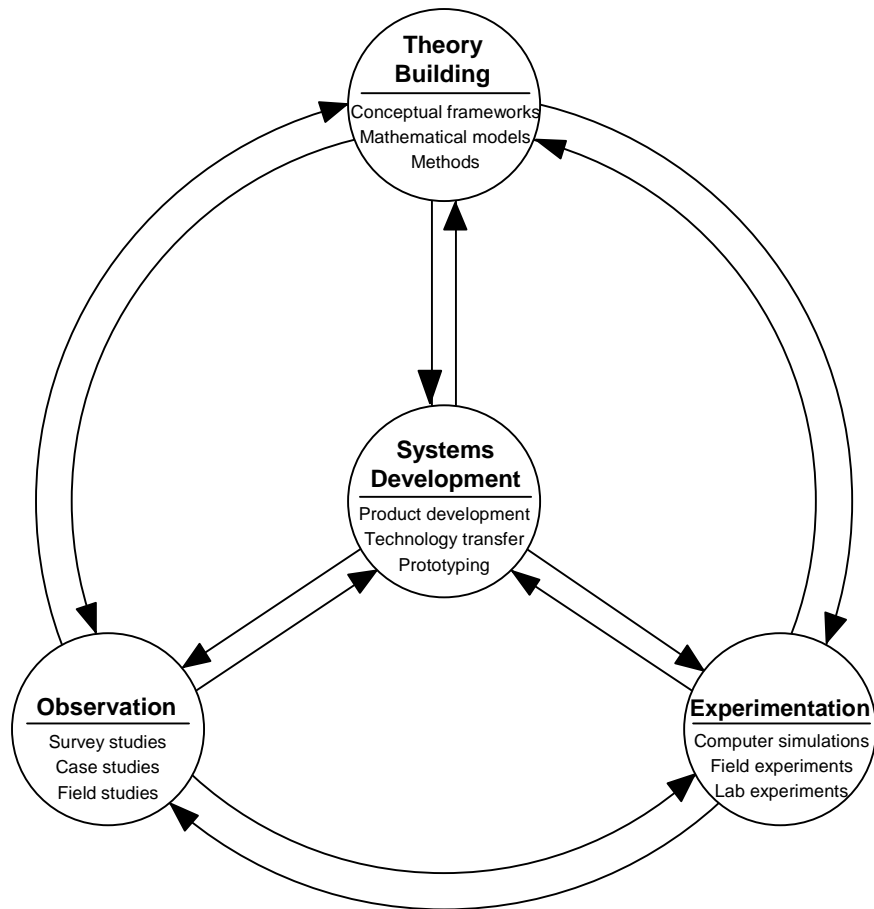 Theory
Building
Conceptual frameworks
Mathematical models
Methods
Systems
Development
Product development
Technology transfer
Prototyping
Observation
Survey studies
Case studies
Field studies
Experimentation
Computer simulations
Field experiments
Lab experiments